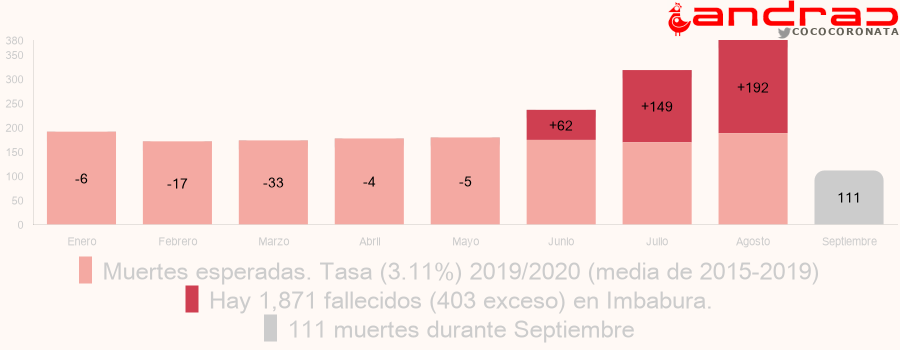 andrac
COCOCORONATA
380
350
300
250
200
150
100
50
0
-6
-17
-33
-4
-5
+62
+149
+192
111
Enero
Febrero
Marzo
Abril
Mayo
Junio
Julio
Agosto
Septiembre
Muertes esperadas. Tasa (3.11%) 2019/2020 (media de 2015-2019)
Hay 1,871 fallecidos (403 exceso) en Imbabura.
111 muertes durante Septiembre